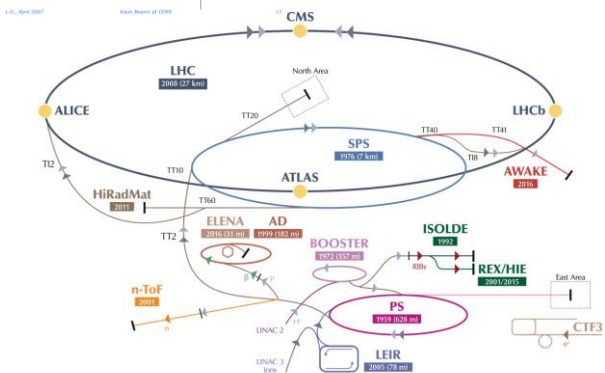 L.G., April 2007
Kaon Beams at CERN
12
CMS
LHC
2008 (27 km)
North Area
ALICE
LHCb
TT20
TT40
TT41
SPS
1976 (7 km)
TI2
TT10
TI8
ATLAS
AWAKE
2016
HiRadMat
2011
TT60
ELENA
2016 (31 m)
AD
1999 (182 m)
TT2
BOOSTER
1972 (157 m)
ISOLDE
1992
p
p̄
RIBs
REX/HIE
2001/2015
n-ToF
2001
East Area
n
PS
1959 (628 m)
LINAC 2
H⁺
CTF3
e⁻
LINAC 3
Ions
LEIR
2005 (78 m)